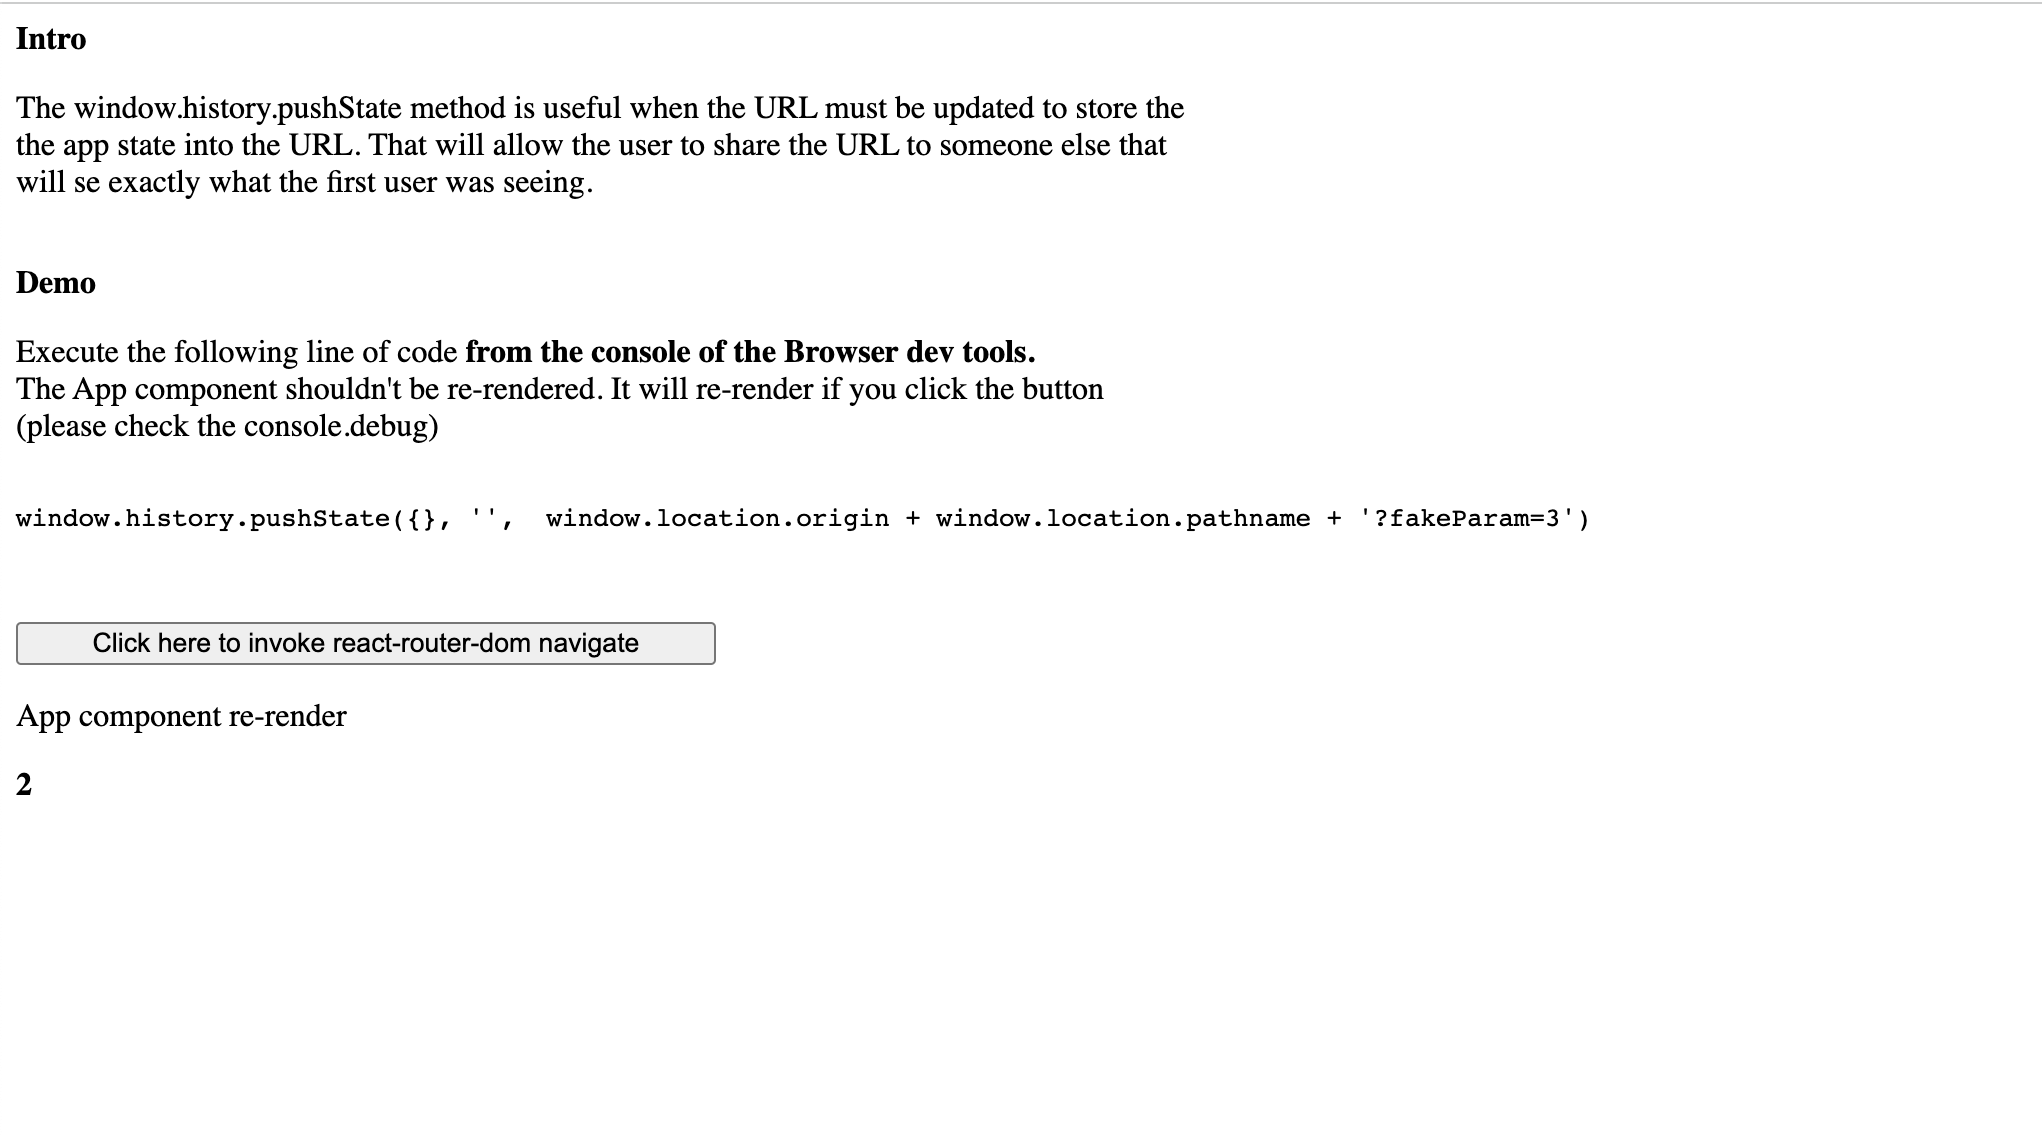 Intro
The window.history.pushState method is useful when the URL must be updated to store the
the app state into the URL. That will allow the user to share the URL to someone else that
will se exactly what the first user was seeing.
Demo
Execute the following line of code from the console of the Browser dev tools.
The App component shouldn't be re-rendered. It will re-render if you click the button
(please check the console.debug)
window.history.pushState({}, '',  window.location.origin + window.location.pathname + '?fakeParam=3')
Click here to invoke react-router-dom navigate
App component re-render
2